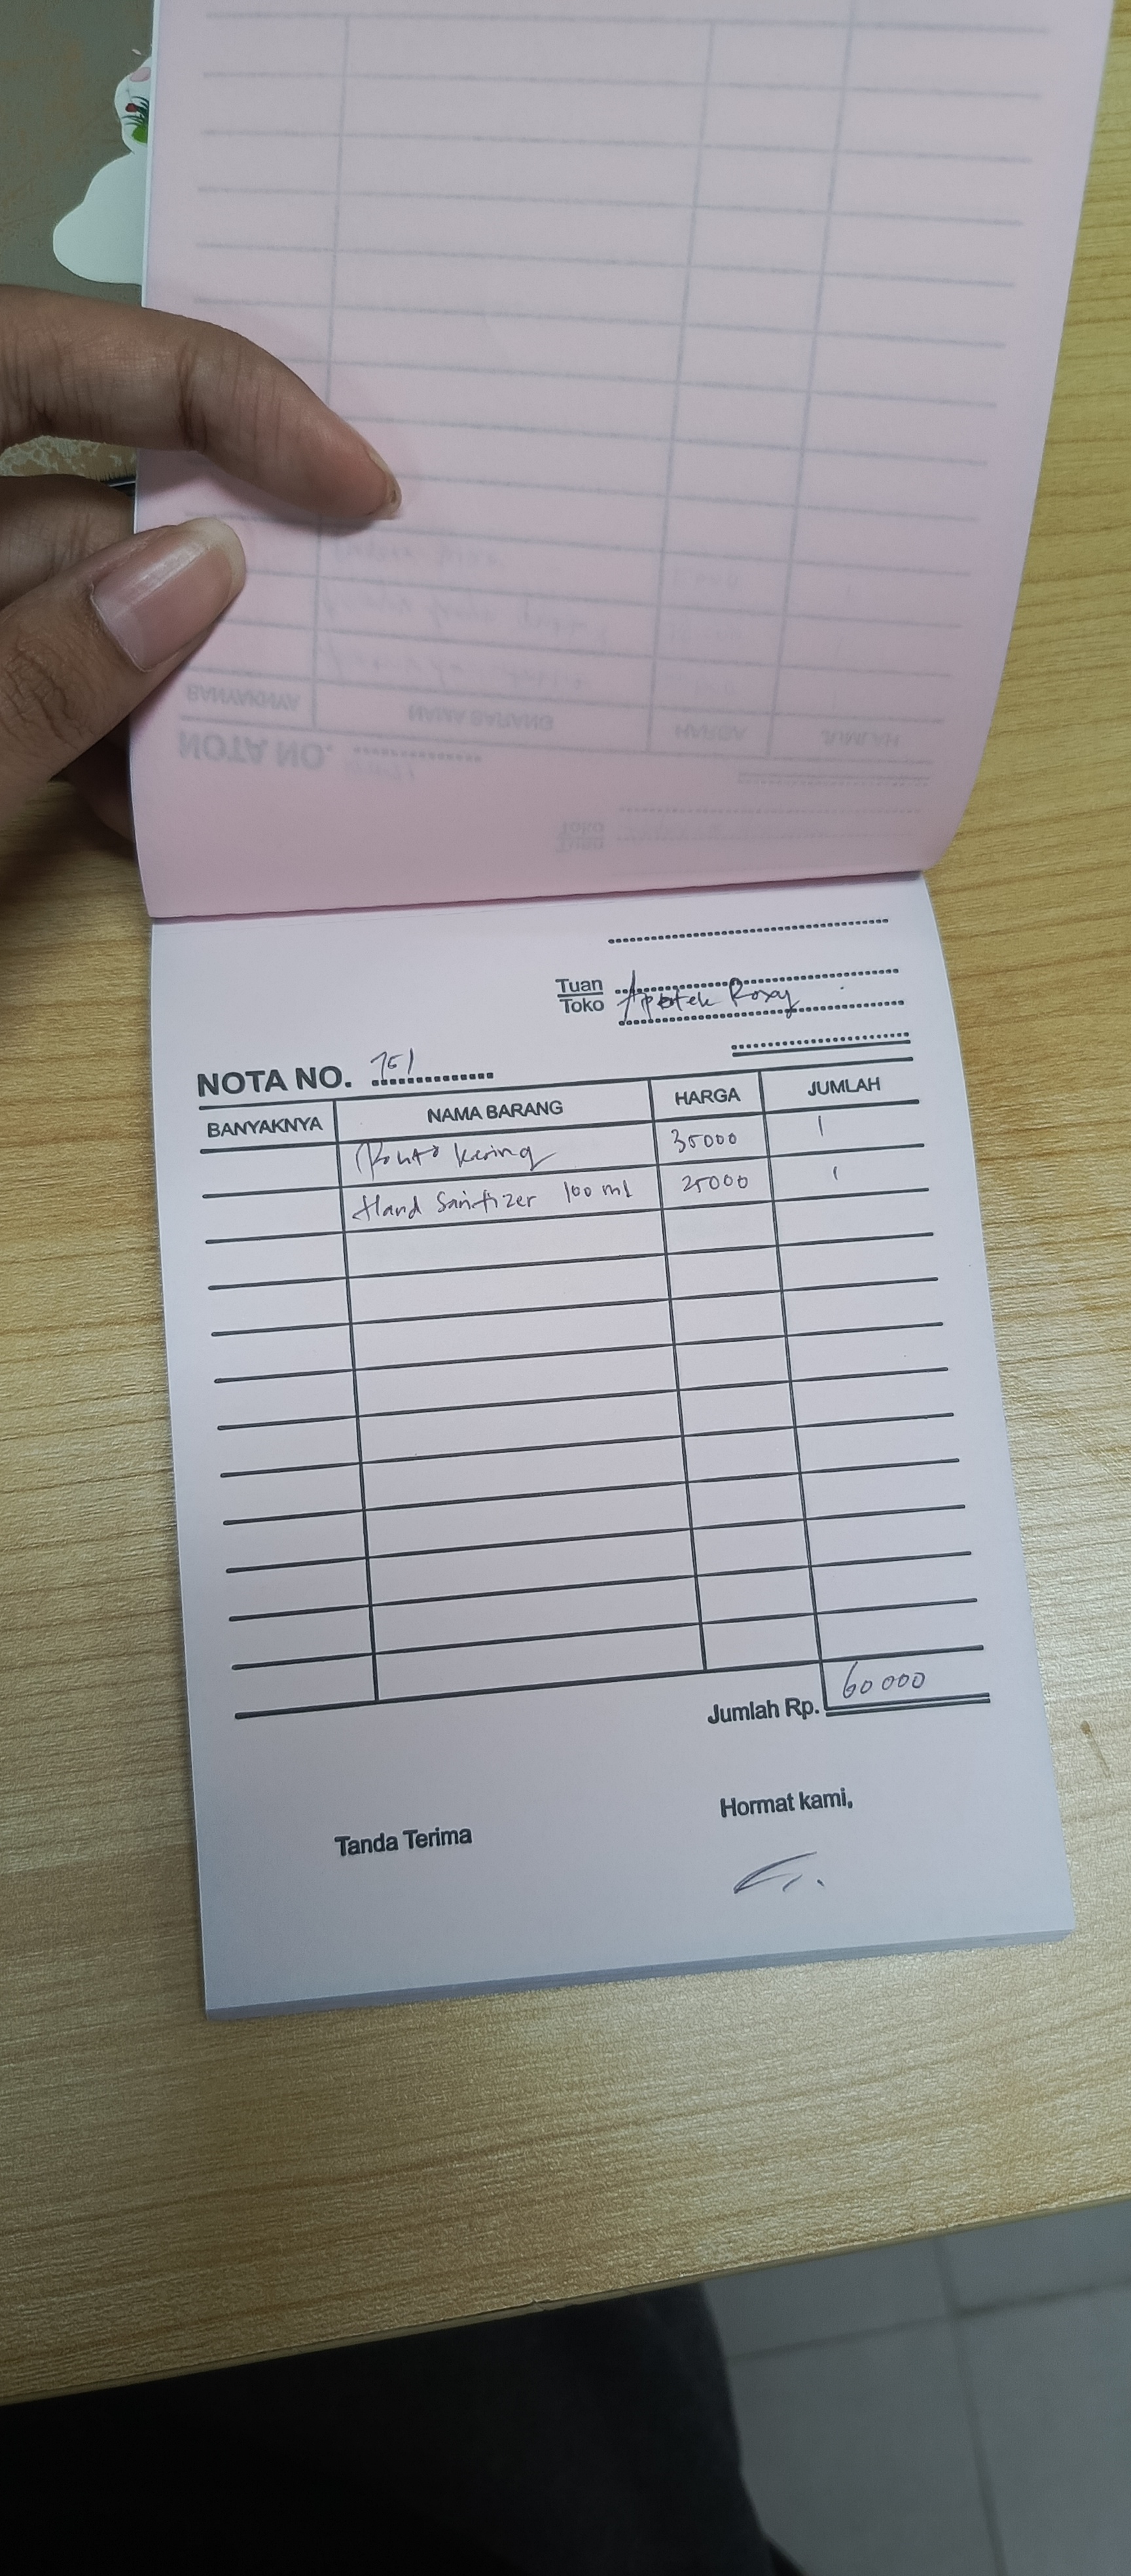 Tuan
Toko Apotek Roxy
NOTA NO. 751
BANYAKNYA NAMA BARANG HARGA JUMLAH
kering 35000 1
Hand Sanitizer 100 ml 25000 1
Jumlah Rp. 60000
Tanda Terima Hormat kami,